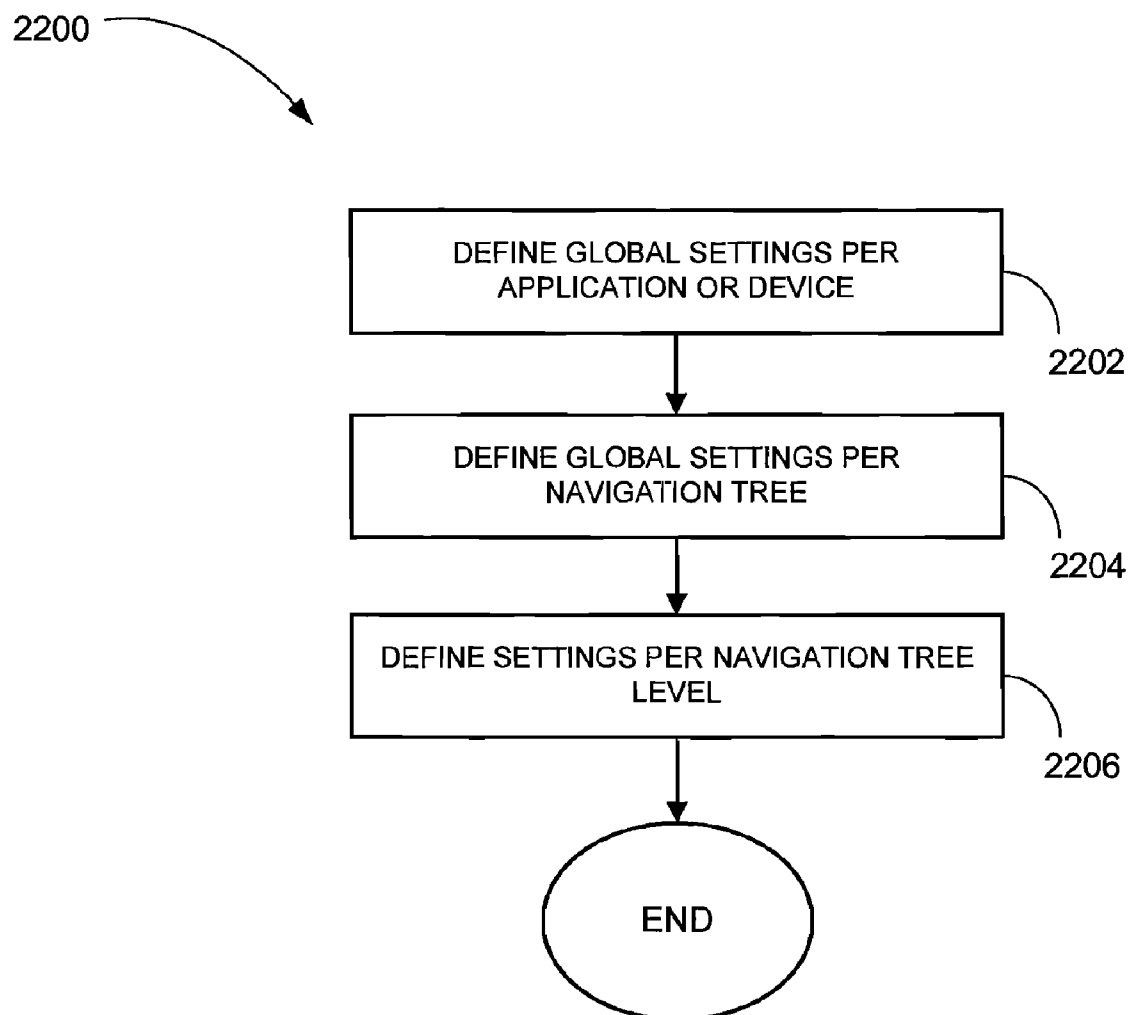 2200
DEFINE GLOBAL SETTINGS PER
APPLICATION OR DEVICE
2202
DEFINE GLOBAL SETTINGS PER
NAVIGATION TREE
2204
DEFINE SETTINGS PER NAVIGATION TREE
LEVEL
2206
END